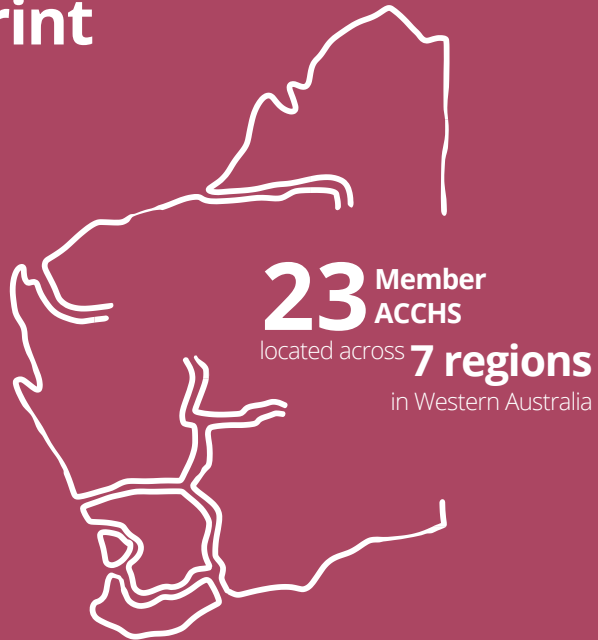 rint
23 Member
ACCHS
located across 7 regions
in Western Australia